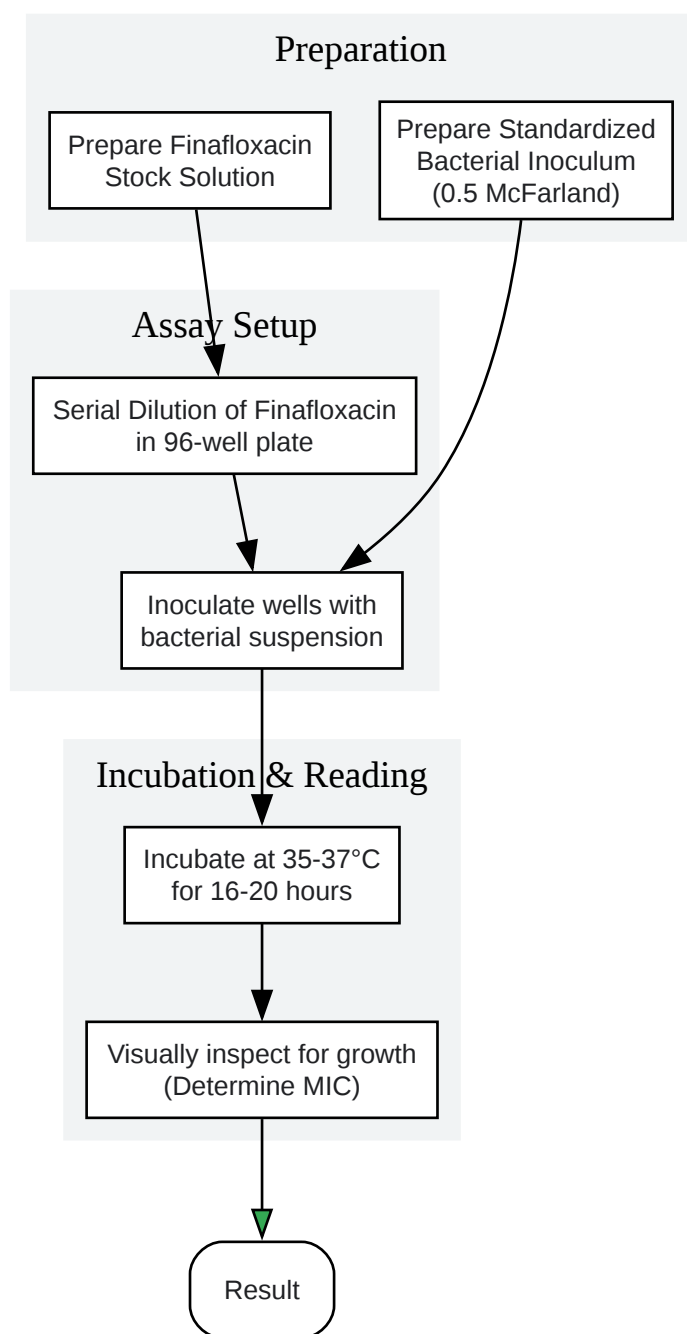 Preparation
Prepare Finafloxacin
Stock Solution
Prepare Standardized
Bacterial Inoculum
(0.5 McFarland)
Assay Setup
Serial Dilution of Finafloxacin
in 96-well plate
Inoculate wells with
bacterial suspension
Incubation & Reading
Incubate at 35-37°C
for 16-20 hours
Visually inspect for growth
(Determine MIC)
Result